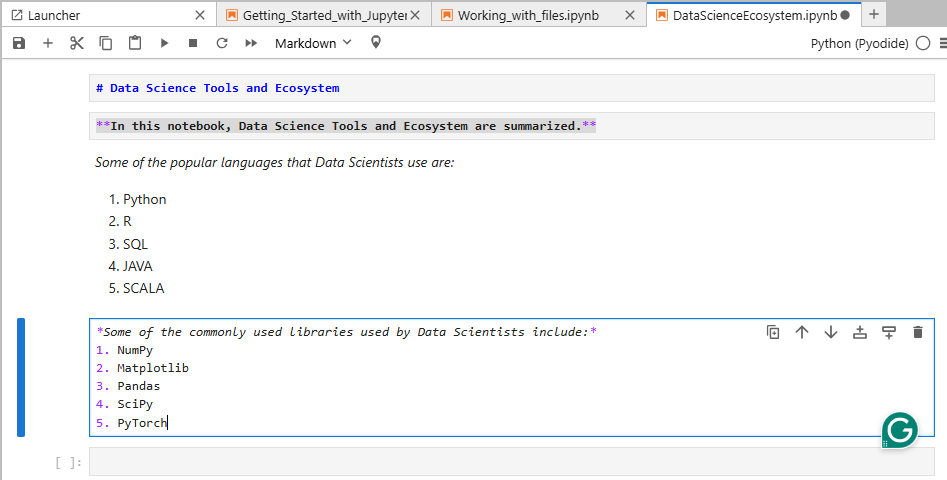 Launcher
Getting_Started_with_Jupyter
Working_with_files.ipynb
DataScienceEcosystem.ipynb
Markdown
Python (Pyodide)
# Data Science Tools and Ecosystem
**In this notebook, Data Science Tools and Ecosystem are summarized.**
Some of the popular languages that Data Scientists use are:
1. Python
2. R
3. SQL
4. JAVA
5. SCALA
*Some of the commonly used libraries used by Data Scientists include:*
1. NumPy
2. Matplotlib
3. Pandas
4. SciPy
5. PyTorch
[ ]: